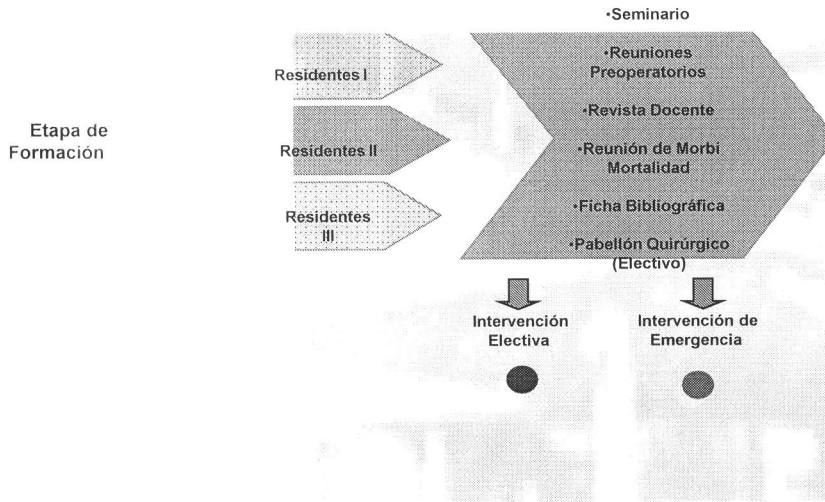 Etapa de
Formación
Residentes I
Residentes II
Residentes
III
•Seminario
•Reuniones
Preoperatorios
•Revista Docente
•Reunión de Morbi
Mortalidad
•Ficha Bibliográfica
•Pabellón Quirúrgico
(Electivo)
Intervención
Electiva
Intervención de
Emergencia